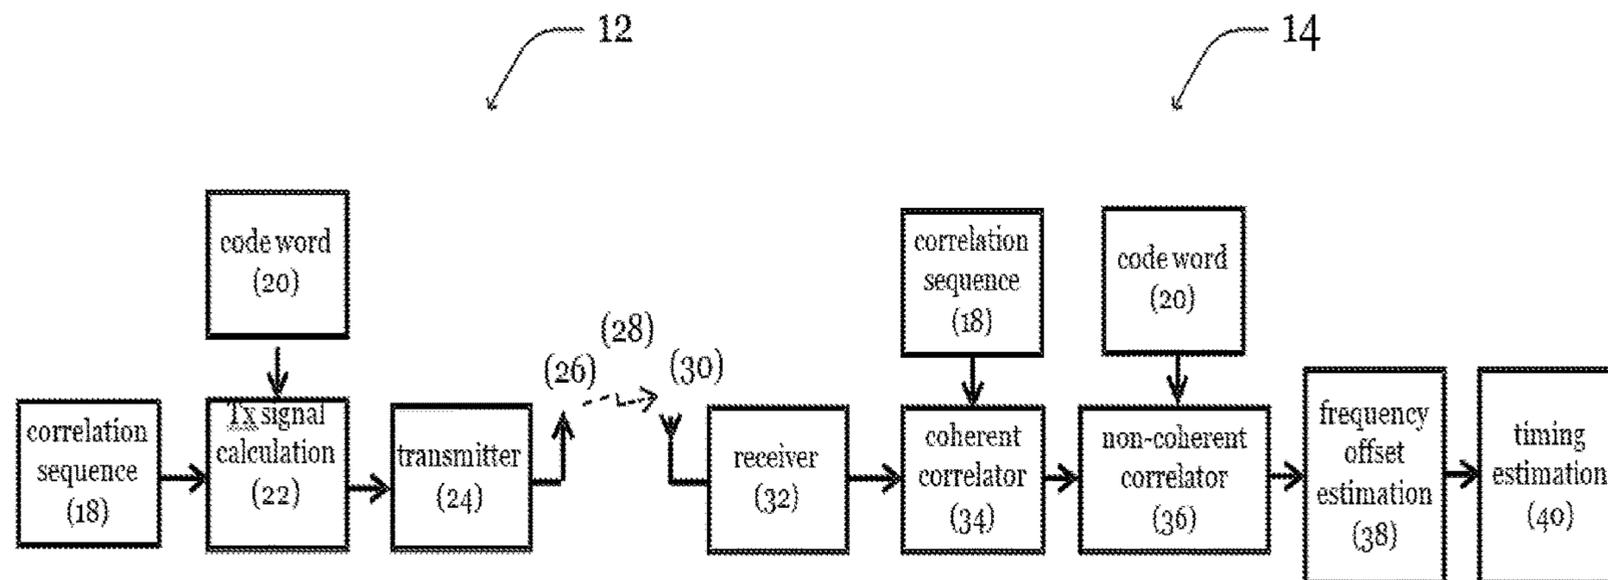 12
14
code word
(20)
correlation
sequence
(18)
code word
(20)
(28)
(26)
(30)
correlation
sequence
(18)
Tx signal
calculation
(22)
transmitter
(24)
receiver
(32)
coherent
correlator
(34)
non-coherent
correlator
(36)
frequency
offset
estimation
(38)
timing
estimation
(40)